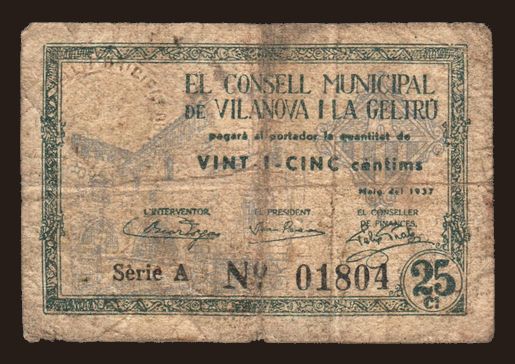 EL CONSELL MUNICIPAL
DE VILANOVA I LA GELTRÚ
pagarà al portador la quantitat de
VINT-I-CINC cèntims
Maig del 1937
L'INTERVENTOR, EL PRESIDENT EL CONSELLER
DE FINANCES,
Sèrie A Nº 01804 25
Ct